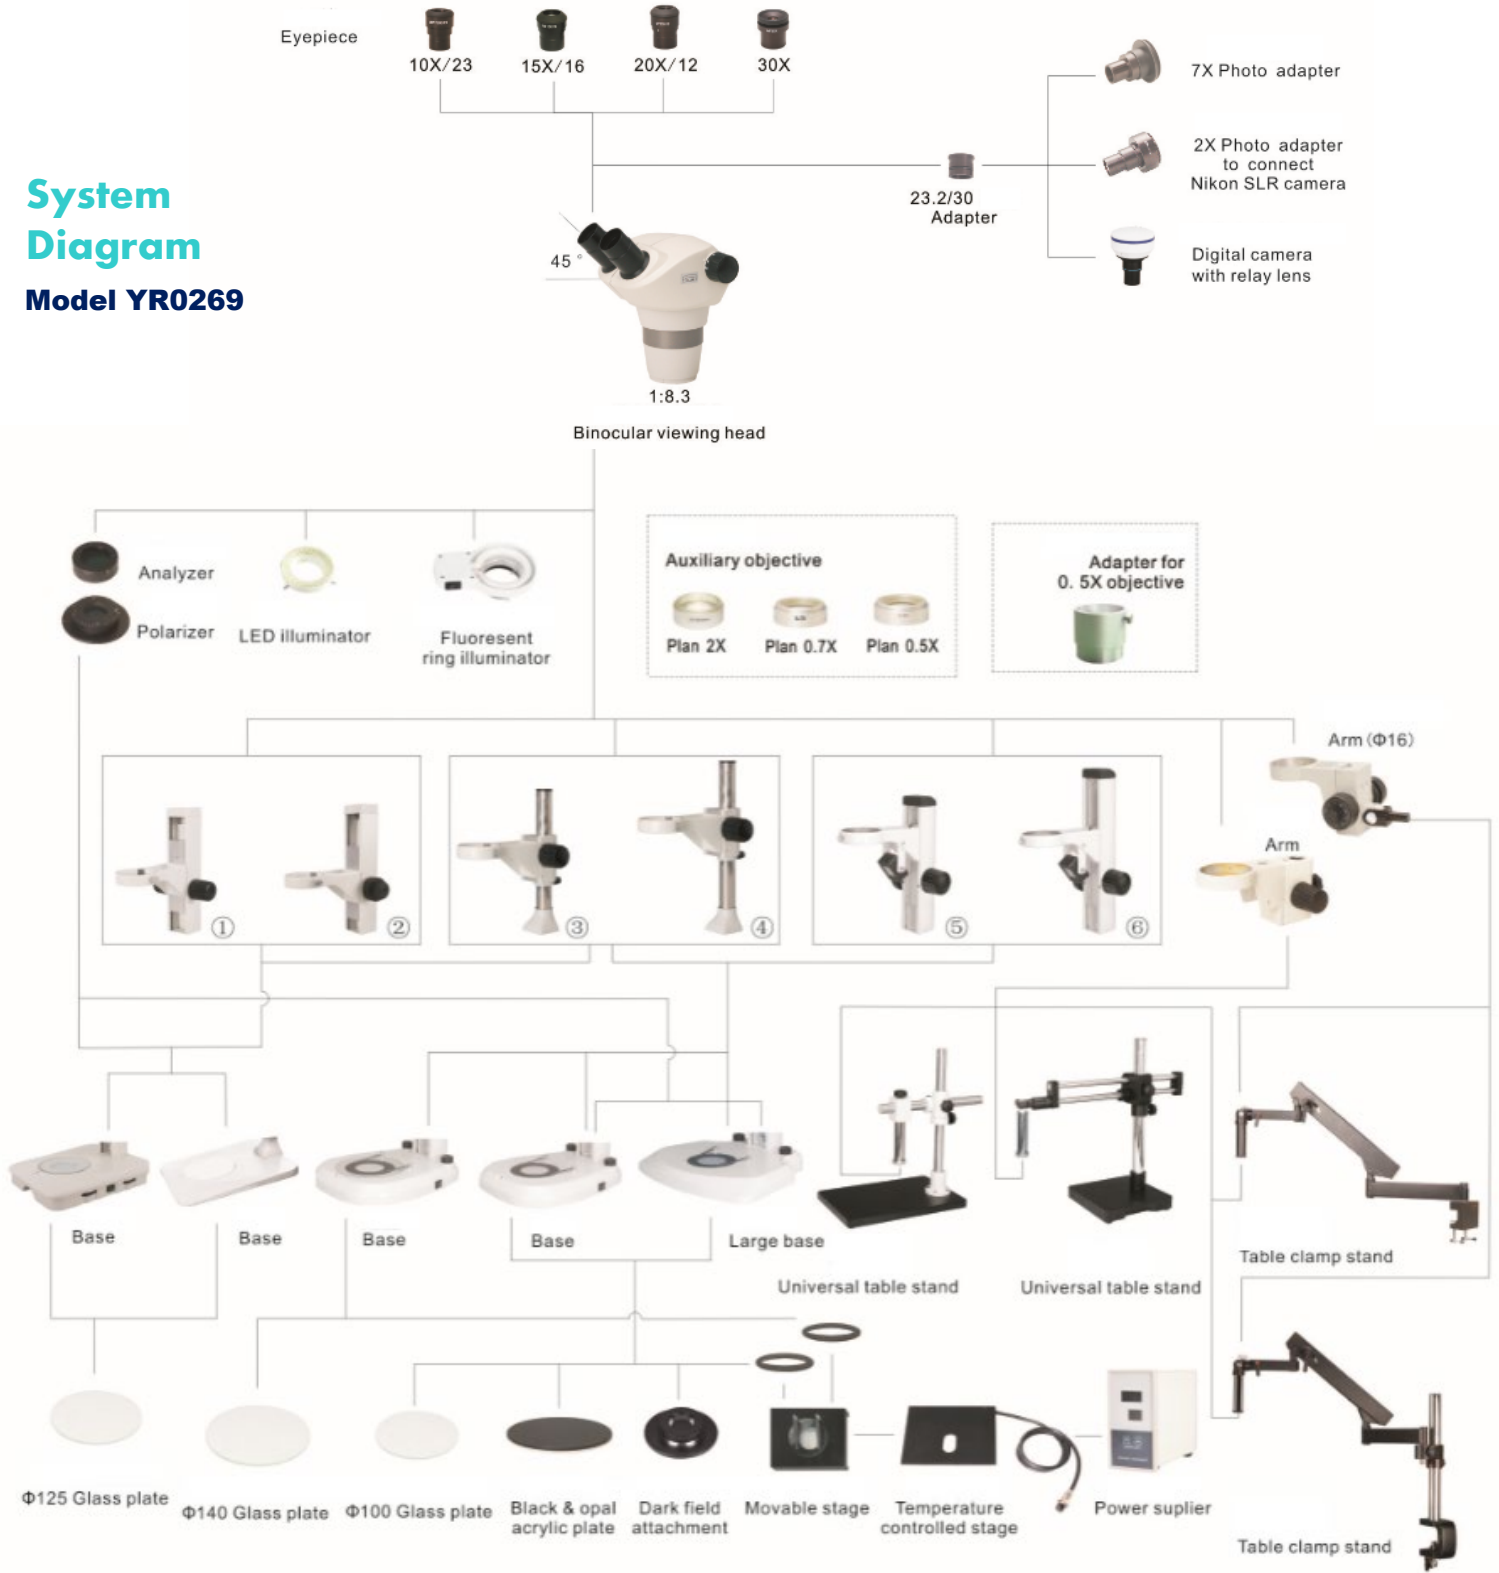 Eyepiece
10X/23
15X/16
20X/12
30X
7X Photo adapter
2X Photo adapter
to connect
Nikon SLR camera
23.2/30
Adapter
Digital camera
with relay lens
System
Diagram
Model YR0269
45°
1:8.3
Binocular viewing head
Analyzer
Polarizer
LED illuminator
Fluoresent
ring illuminator
Auxiliary objective
Plan 2X
Plan 0.7X
Plan 0.5X
Adapter for
0. 5X objective
Arm (Φ16)
Arm
①
②
③
④
⑤
⑥
Base
Base
Base
Base
Large base
Universal table stand
Universal table stand
Table clamp stand
Φ125 Glass plate
Φ140 Glass plate
Φ100 Glass plate
Black & opal
acrylic plate
Dark field
attachment
Movable stage
Temperature
controlled stage
Power suplier
Table clamp stand